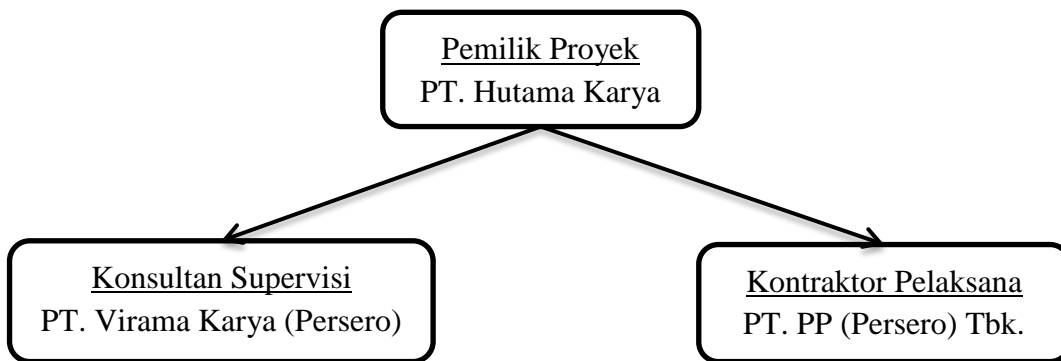 Pemilik Proyek
PT. Hutama Karya
Konsultan Supervisi
PT. Virama Karya (Persero)
Kontraktor Pelaksana
PT. PP (Persero) Tbk.